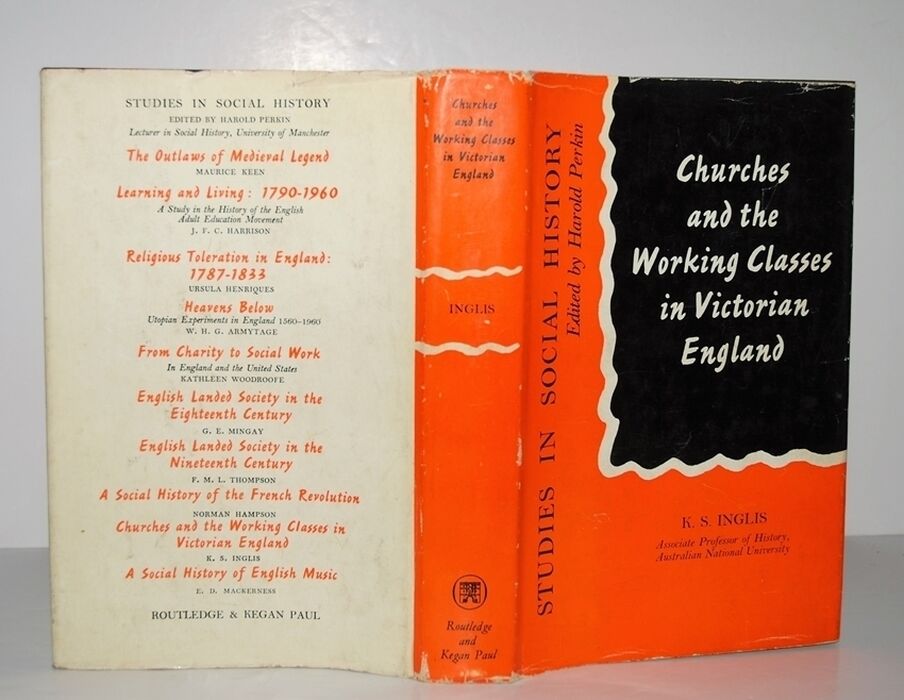 STUDIES IN SOCIAL HISTORY
EDITED BY HAROLD PERKIN
Lecturer in Social History, University of Manchester
The Outlaws of Medieval Legend
MAURICE KEEN
Learning and Living: 1790-1960
A Study in the History of the English
Adult Education Movement
J. F. C. HARRISON
Religious Toleration in England:
1787-1833
URSULA HENRIQUES
Heavens Below
Utopian Experiments in England 1560-1960
W. H. G. ARMYTAGE
From Charity to Social Work
In England and the United States
KATHLEEN WOODROOFE
English Landed Society in the
Eighteenth Century
G. E. MINGAY
English Landed Society in the
Nineteenth Century
F. M. L. THOMPSON
A Social History of the French Revolution
NORMAN HAMPSON
Churches and the Working Classes in
Victorian England
K. S. INGLIS
A Social History of English Music
E. D. MACKERNESS
ROUTLEDGE & KEGAN PAUL
Churches
and the
Working Classes
in Victorian
England
INGLIS
Routledge
and
Kegan Paul
STUDIES IN SOCIAL HISTORY
Edited by Harold Perkin
Churches
and the
Working Classes
in Victorian
England
K. S. INGLIS
Associate Professor of History,
Australian National University